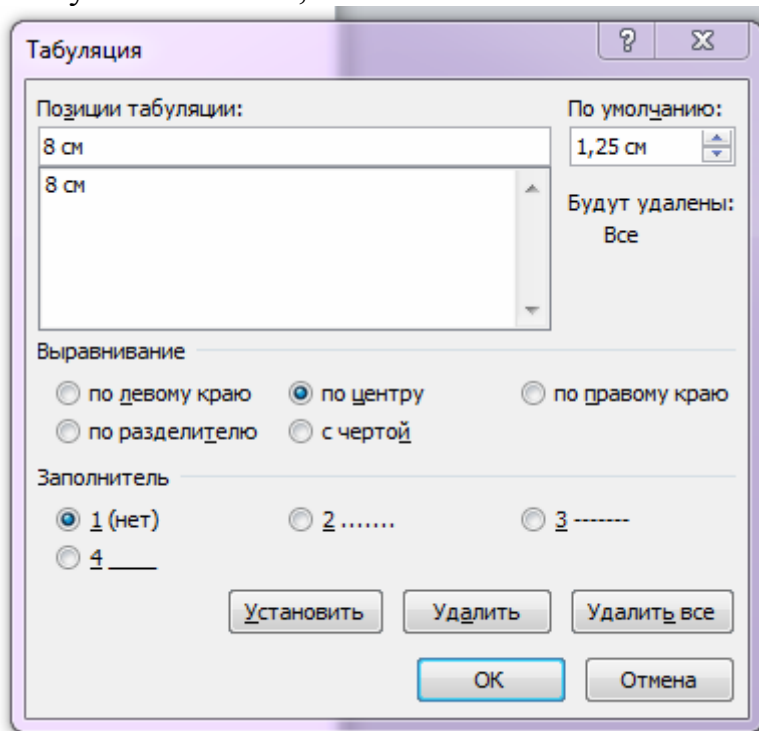 Табуляция
Позиции табуляции: По умолчанию:
8 см 1,25 см
8 см
Будут удалены:
Все
Выравнивание
по левому краю по центру по правому краю
по разделителю с чертой
Заполнитель
1 (нет) 2 ....... 3 -------
4 ____
Установить Удалить Удалить все
ОК Отмена